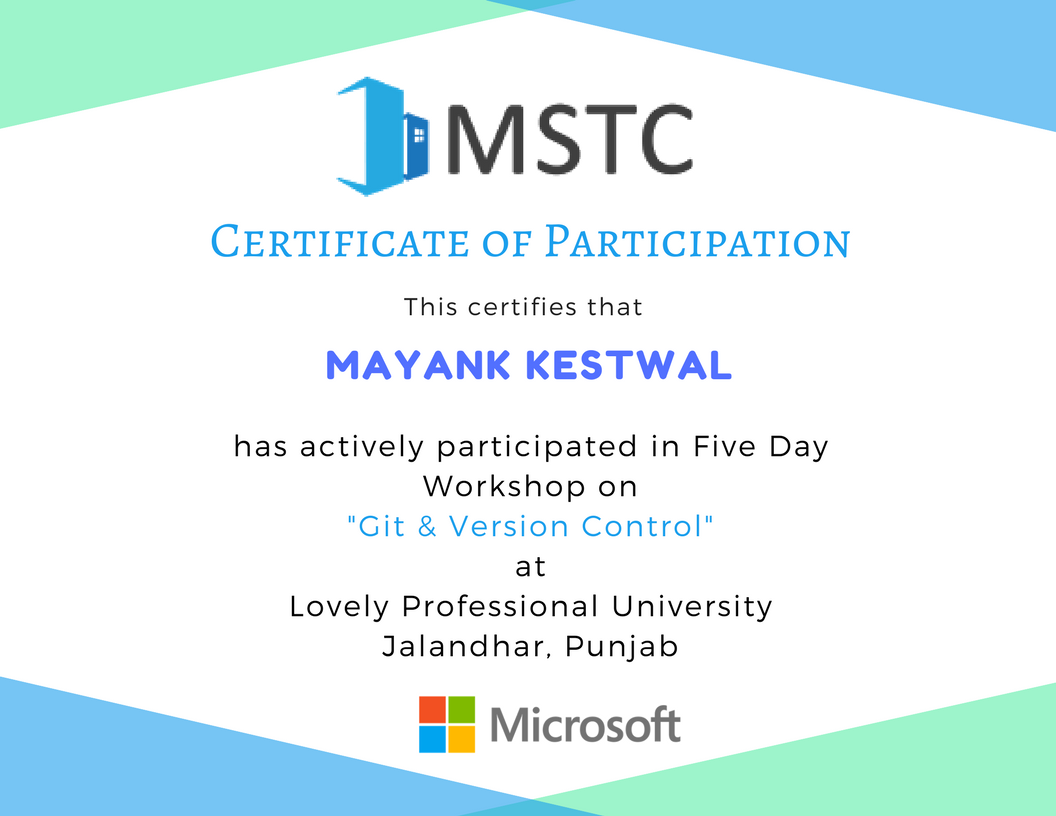 MSTC
Certificate of Participation
This certifies that
MAYANK KESTWAL
has actively participated in Five Day
Workshop on
"Git & Version Control"
at
Lovely Professional University
Jalandhar, Punjab
Microsoft